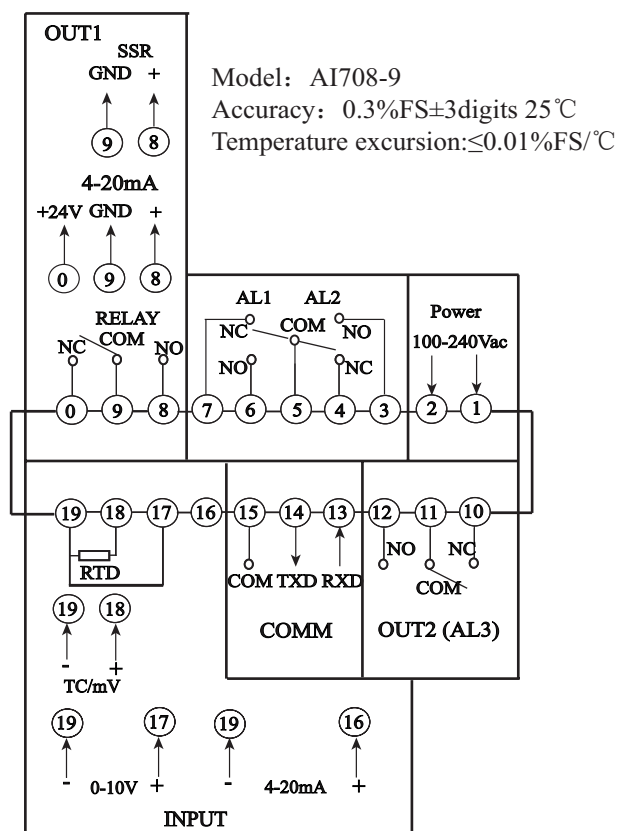 OUT1
SSR
GND +
9 8
4-20mA
+24V GND +
0 9 8
RELAY
NC COM NO
0 9 8
Model： AI708-9
Accuracy： 0.3%FS±3digits 25℃
Temperature excursion:≤0.01%FS/℃
AL1 AL2
NC COM NO
NO NC
7 6 5 4 3
Power
100-240Vac
2 1
19 18 17 16 15 14 13 12 11 10
RTD
19 18
- +
TC/mV
COM TXD RXD
COMM
NO NC
COM
OUT2 (AL3)
19 17 19 16
- 0-10V + - 4-20mA +
INPUT